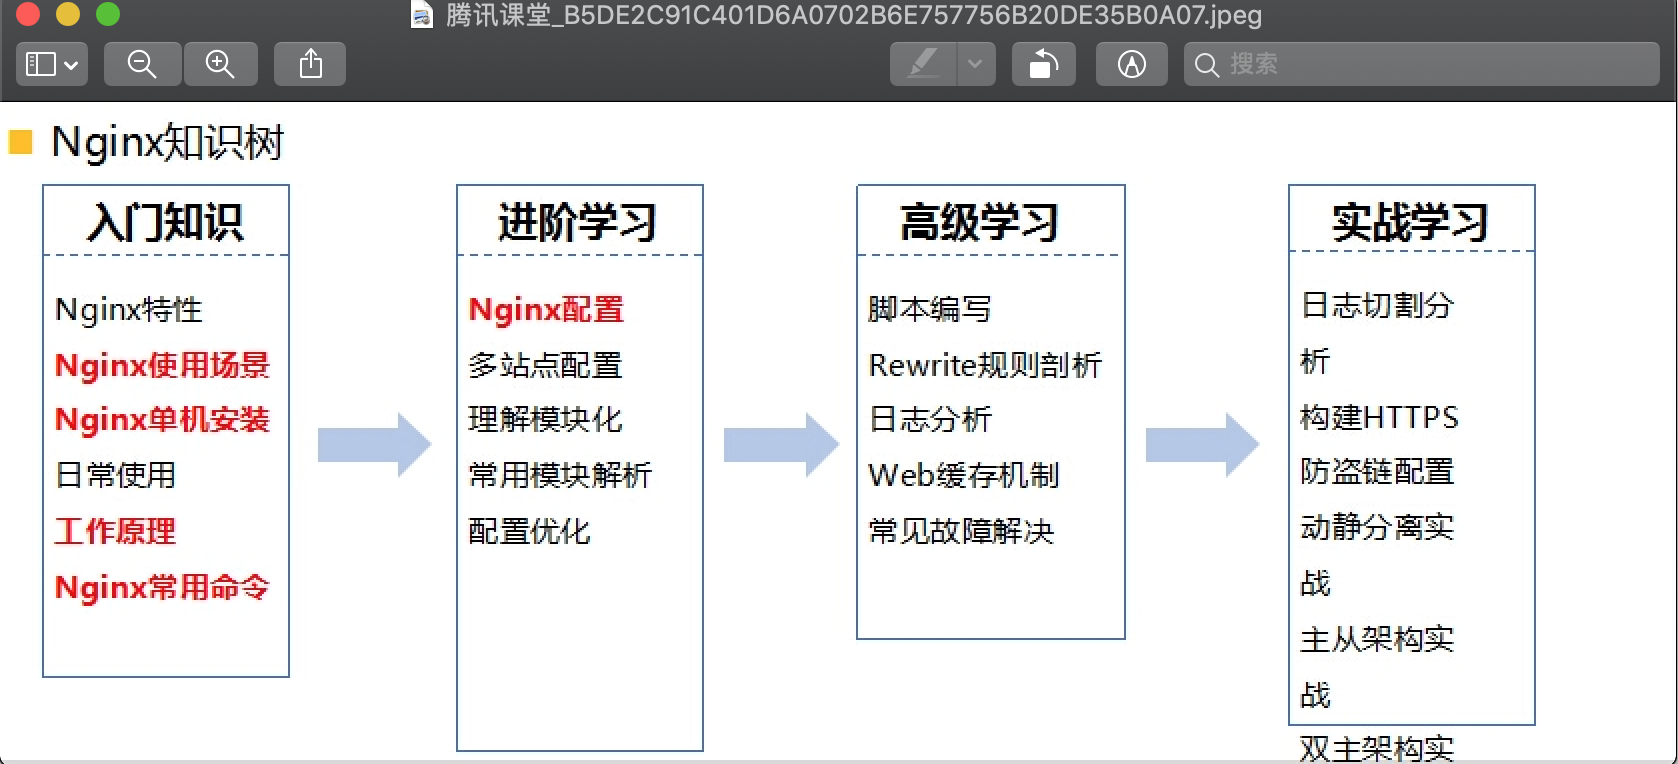 腾讯课堂_B5DE2C91C401D6A0702B6E757756B20DE35B0A07.jpeg
搜索
Nginx知识树
入门知识
Nginx特性
Nginx使用场景
Nginx单机安装
日常使用
工作原理
Nginx常用命令
进阶学习
Nginx配置
多站点配置
理解模块化
常用模块解析
配置优化
高级学习
脚本编写
Rewrite规则剖析
日志分析
Web缓存机制
常见故障解决
实战学习
日志切割分
析
构建HTTPS
防盗链配置
动静分离实
战
主从架构实
战
双主架构实